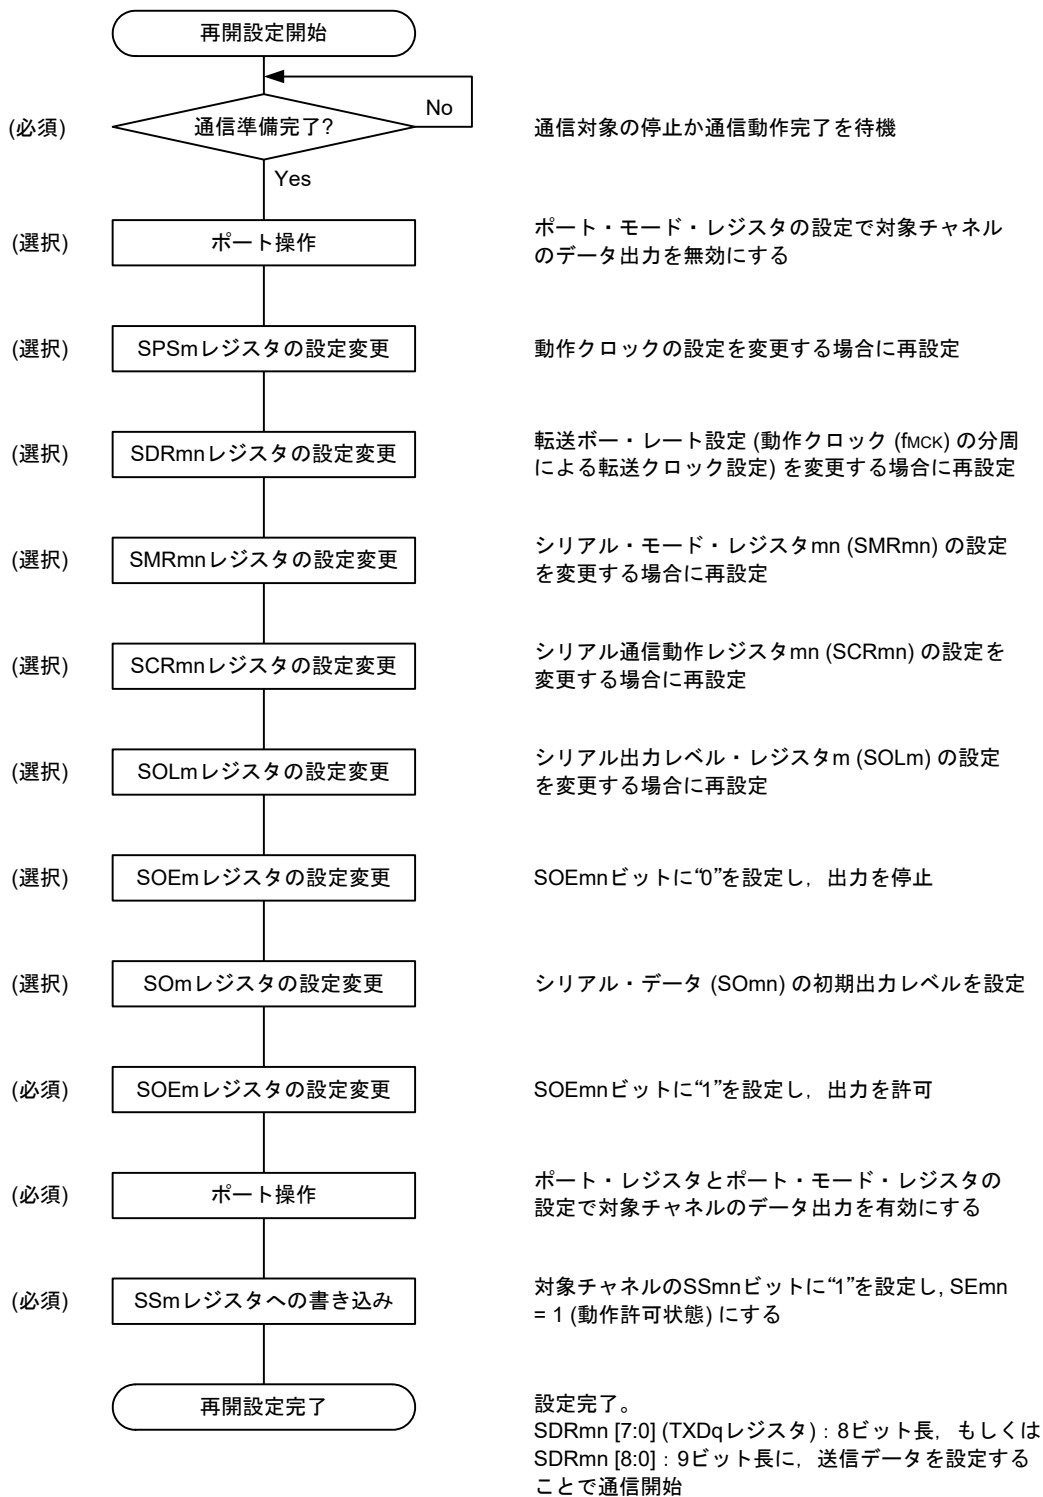 再開設定開始
No
(必須)
通信準備完了?
通信対象の停止か通信動作完了を待機
Yes
(選択)
ポート操作
ポート・モード・レジスタの設定で対象チャネル
のデータ出力を無効にする
(選択)
SPSmレジスタの設定変更
動作クロックの設定を変更する場合に再設定
(選択)
SDRmnレジスタの設定変更
転送ボー・レート設定 (動作クロック (fMCK) の分周
による転送クロック設定) を変更する場合に再設定
(選択)
SMRmnレジスタの設定変更
シリアル・モード・レジスタmn (SMRmn) の設定
を変更する場合に再設定
(選択)
SCRmnレジスタの設定変更
シリアル通信動作レジスタmn (SCRmn) の設定を
変更する場合に再設定
(選択)
SOLmレジスタの設定変更
シリアル出力レベル・レジスタm (SOLm) の設定
を変更する場合に再設定
(選択)
SOEmレジスタの設定変更
SOEmnビットに“0”を設定し，出力を停止
(選択)
SOmレジスタの設定変更
シリアル・データ (SOmn) の初期出力レベルを設定
(必須)
SOEmレジスタの設定変更
SOEmnビットに“1”を設定し，出力を許可
(必須)
ポート操作
ポート・レジスタとポート・モード・レジスタの
設定で対象チャネルのデータ出力を有効にする
(必須)
SSmレジスタへの書き込み
対象チャネルのSSmnビットに“1”を設定し, SEmn
= 1 (動作許可状態) にする
再開設定完了
設定完了。
SDRmn [7:0] (TXDqレジスタ) : 8ビット長，もしくは
SDRmn [8:0] : 9ビット長に，送信データを設定する
ことで通信開始